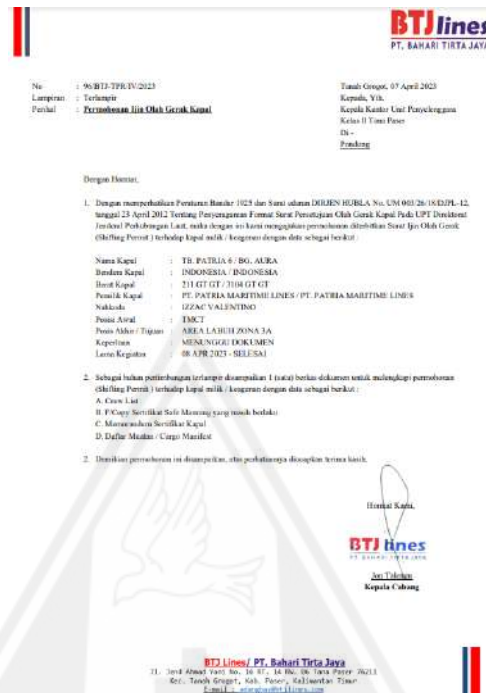 BTJ lines
PT. BAHARI TIRTA JAYA
No : 96/BTJ-TPR/IV/2023
Lampiran : Terlampir
Perihal : Permohonan Ijin Olah Gerak Kapal
Tanah Grogot, 07 April 2023
Kepada, Yth.
Kepala Kantor Unit Penyelenggara
Kelas II Tana Paser
Di -
Pondong
Dengan Hormat,
1. Dengan memperhatikan Peraturan Bandar 1925 dan Surat edaran DIRJEN HUBLA No. UM 003/26/18/DJPL-12,
tanggal 23 April 2012 Tentang Penyeragaman Format Surat Persetujuan Olah Gerak Kapal Pada UPT Direktorat
Jenderal Perhubungan Laut, maka dengan ini kami mengajukan permohonan diterbitkan Surat Ijin Olah Gerak
(Shifting Permit ) terhadap kapal milik / keagenan dengan data sebagai berikut :
Nama Kapal : TB. PATRIA 6 / BG. AURA
Bendera Kapal : INDONESIA / INDONESIA
Berat Kapal : 211 GT GT / 3104 GT GT
Pemilik Kapal : PT. PATRIA MARITIME LINES / PT. PATRIA MARITIME LINES
Nahkoda : IZZAC VALENTINO
Posisi Awal : TMCT
Posisi Akhir / Tujuan : AREA LABUH ZONA 3A
Keperluan : MENUNGGU DOKUMEN
Lama Kegiatan : 08 APR 2023 - SELESAI
2. Sebagai bahan pertimbangan terlampir disampaikan 1 (satu) berkas dokumen untuk melengkapi permohonan
(Shifting Permit ) terhadap kapal milik / keagenan dengan data sebagai berikut :
A. Crew List
B. F/Copy Sertifikat Safe Manning yang masih berlaku
C. Memorandum Sertifikat Kapal
D. Daftar Muatan / Cargo Manifest
2. Demikian permohonan ini disampaikan, atas perhatiannya diucapkan terima kasih.
Hormat Kami,
BTJ lines
PT. BAHARI TIRTA JAYA
Jon
Kepala Cabang
BTJ Lines/ PT. Bahari Tirta Jaya
Jl. Jend Ahmad Yani No. 16 RT. 14 RW. 06 Tana Paser 76211
Kec. Tanah Grogot, Kab. Paser, Kalimantan Timur
E-mail :